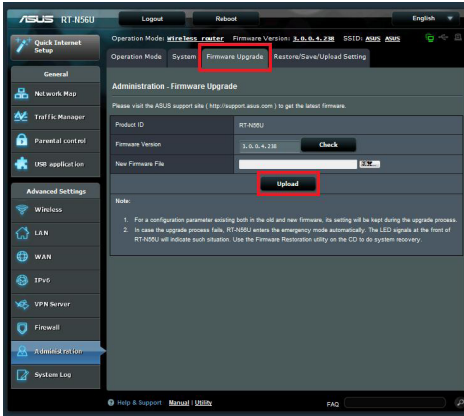 ASUS RT-N56U
Logout
Reboot
English
Quick Internet Setup
Operation Mode: Wireless router Firmware Version: 3.0.0.4.238 SSID: ASUS ASUS
Operation Mode
System
Firmware Upgrade
Restore/Save/Upload Setting
General
Network Map
Traffic Manager
Parental control
USB application
Advanced Settings
Wireless
LAN
WAN
IPv6
VPN Server
Firewall
Administration
System Log
Administration - Firmware Upgrade
Please visit the ASUS support site ( http://support.asus.com ) to get the latest firmware.
Product ID
RT-N56U
Firmware Version
3.0.0.4.238
Check
New Firmware File
Upload
Note:
1. For a configuration parameter existing both in the old and new firmware, its setting will be kept during the upgrade process.
2. In case the upgrade process fails, RT-N56U enters the emergency mode automatically. The LED signals at the front of
RT-N56U will indicate such situation. Use the Firmware Restoration utility on the CD to do system recovery.
Help & Support Manual | Utility
FAQ